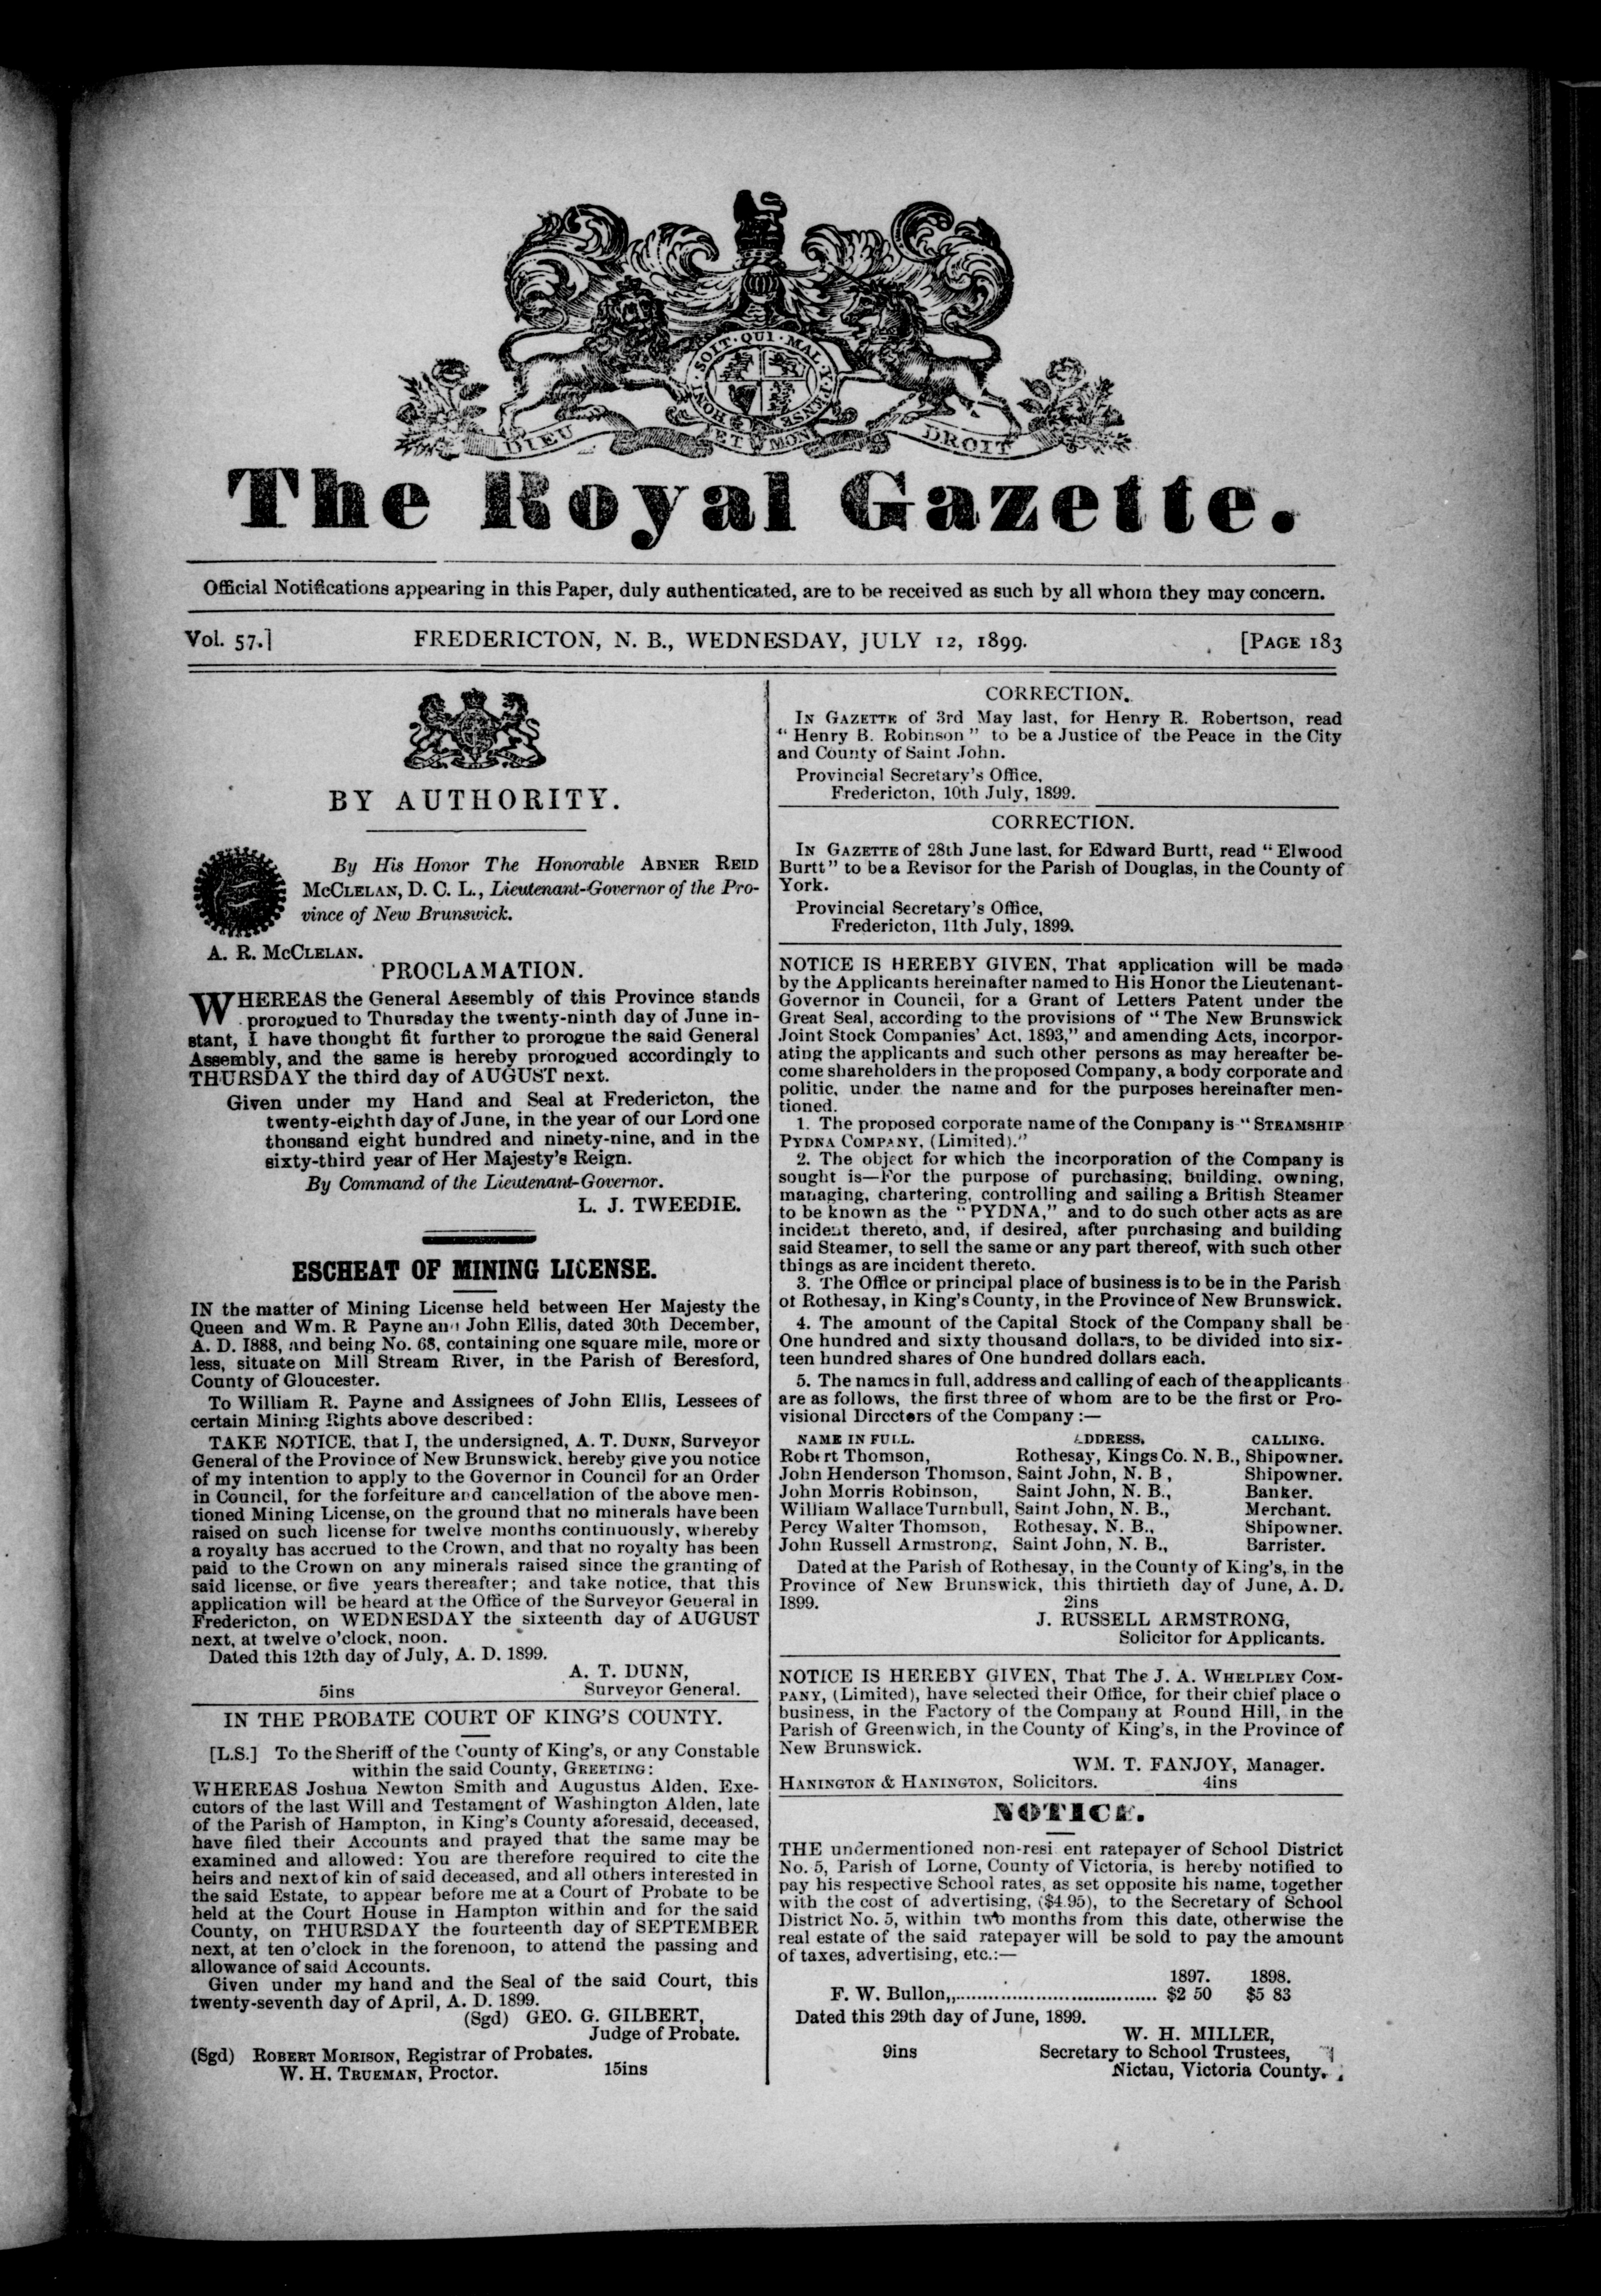 HONI · SOIT · QUI · MAL · Y · PENSE
DIEU ET MON DROIT
The Royal Gazette.
Official Notifications appearing in this Paper, duly authenticated, are to be received as such by all whom they may concern.
Vol. 57.] FREDERICTON, N. B., WEDNESDAY, JULY 12, 1899. [PAGE 183
BY AUTHORITY.
By His Honor The Honorable ABNER REID
MCCLELAN, D. C. L., Lieutenant-Governor of the Pro-
vince of New Brunswick.
A. R. MCCLELAN.
PROCLAMATION.
WHEREAS the General Assembly of this Province stands
prorogued to Thursday the twenty-ninth day of June in-
stant, I have thought fit further to prorogue the said General
Assembly, and the same is hereby prorogued accordingly to
THURSDAY the third day of AUGUST next.
Given under my Hand and Seal at Fredericton, the
twenty-eighth day of June, in the year of our Lord one
thousand eight hundred and ninety-nine, and in the
sixty-third year of Her Majesty's Reign.
By Command of the Lieutenant-Governor.
L. J. TWEEDIE.
ESCHEAT OF MINING LICENSE.
IN the matter of Mining License held between Her Majesty the
Queen and Wm. R Payne and John Ellis, dated 30th December,
A. D. 1888, and being No. 68, containing one square mile, more or
less, situate on Mill Stream River, in the Parish of Beresford,
County of Gloucester.
To William R. Payne and Assignees of John Ellis, Lessees of
certain Mining Rights above described:
TAKE NOTICE, that I, the undersigned, A. T. DUNN, Surveyor
General of the Province of New Brunswick, hereby give you notice
of my intention to apply to the Governor in Council for an Order
in Council, for the forfeiture and cancellation of the above men-
tioned Mining License, on the ground that no minerals have been
raised on such license for twelve months continuously, whereby
a royalty has accrued to the Crown, and that no royalty has been
paid to the Crown on any minerals raised since the granting of
said license, or five years thereafter; and take notice, that this
application will be heard at the Office of the Surveyor General in
Fredericton, on WEDNESDAY the sixteenth day of AUGUST
next, at twelve o'clock, noon.
Dated this 12th day of July, A. D. 1899.
A. T. DUNN,
5ins Surveyor General.
IN THE PROBATE COURT OF KING'S COUNTY.
[L.S.] To the Sheriff of the County of King's, or any Constable
within the said County, GREETING:
WHEREAS Joshua Newton Smith and Augustus Alden, Exe-
cutors of the last Will and Testament of Washington Alden, late
of the Parish of Hampton, in King's County aforesaid, deceased,
have filed their Accounts and prayed that the same may be
examined and allowed: You are therefore required to cite the
heirs and next of kin of said deceased, and all others interested in
the said Estate, to appear before me at a Court of Probate to be
held at the Court House in Hampton within and for the said
County, on THURSDAY the fourteenth day of SEPTEMBER
next, at ten o'clock in the forenoon, to attend the passing and
allowance of said Accounts.
Given under my hand and the Seal of the said Court, this
twenty-seventh day of April, A. D. 1899.
(Sgd) GEO. G. GILBERT,
Judge of Probate.
(Sgd) ROBERT MORISON, Registrar of Probates.
W. H. TRUEMAN, Proctor. 15ins
CORRECTION.
IN GAZETTE of 3rd May last, for Henry R. Robertson, read
"Henry B. Robinson" to be a Justice of the Peace in the City
and County of Saint John.
Provincial Secretary's Office,
Fredericton, 10th July, 1899.
CORRECTION.
IN GAZETTE of 28th June last, for Edward Burtt, read "Elwood
Burtt" to be a Revisor for the Parish of Douglas, in the County of
York.
Provincial Secretary's Office,
Fredericton, 11th July, 1899.
NOTICE IS HEREBY GIVEN, That application will be made
by the Applicants hereinafter named to His Honor the Lieutenant-
Governor in Council, for a Grant of Letters Patent under the
Great Seal, according to the provisions of "The New Brunswick
Joint Stock Companies' Act, 1893," and amending Acts, incorpor-
ating the applicants and such other persons as may hereafter be-
come shareholders in the proposed Company, a body corporate and
politic, under the name and for the purposes hereinafter men-
tioned.
1. The proposed corporate name of the Company is "STEAMSHIP
PYDNA COMPANY, (Limited)."
2. The object for which the incorporation of the Company is
sought is—For the purpose of purchasing, building, owning,
managing, chartering, controlling and sailing a British Steamer
to be known as the "PYDNA," and to do such other acts as are
incident thereto, and, if desired, after purchasing and building
said Steamer, to sell the same or any part thereof, with such other
things as are incident thereto.
3. The Office or principal place of business is to be in the Parish
of Rothesay, in King's County, in the Province of New Brunswick.
4. The amount of the Capital Stock of the Company shall be
One hundred and sixty thousand dollars, to be divided into six-
teen hundred shares of One hundred dollars each.
5. The names in full, address and calling of each of the applicants
are as follows, the first three of whom are to be the first or Pro-
visional Directors of the Company:—
NAME IN FULL. ADDRESS. CALLING.
Robert Thomson, Rothesay, Kings Co. N. B., Shipowner.
John Henderson Thomson, Saint John, N. B, Shipowner.
John Morris Robinson, Saint John, N. B., Banker.
William Wallace Turnbull, Saint John, N. B., Merchant.
Percy Walter Thomson, Rothesay, N. B., Shipowner.
John Russell Armstrong, Saint John, N. B., Barrister.
Dated at the Parish of Rothesay, in the County of King's, in the
Province of New Brunswick, this thirtieth day of June, A. D.
1899. 2ins
J. RUSSELL ARMSTRONG,
Solicitor for Applicants.
NOTICE IS HEREBY GIVEN, That The J. A. WHELPLEY COM-
PANY, (Limited), have selected their Office, for their chief place o
business, in the Factory of the Company at Round Hill, in the
Parish of Greenwich, in the County of King's, in the Province of
New Brunswick.
WM. T. FANJOY, Manager.
HANINGTON & HANINGTON, Solicitors. 4ins
NOTICE.
THE undermentioned non-resi ent ratepayer of School District
No. 5, Parish of Lorne, County of Victoria, is hereby notified to
pay his respective School rates, as set opposite his name, together
with the cost of advertising, ($4.95), to the Secretary of School
District No. 5, within two months from this date, otherwise the
real estate of the said ratepayer will be sold to pay the amount
of taxes, advertising, etc.:—
1897. 1898.
F. W. Bullon,,.................................. $2 50 $5 83
Dated this 29th day of June, 1899.
W. H. MILLER,
9ins Secretary to School Trustees,
Nictau, Victoria County.